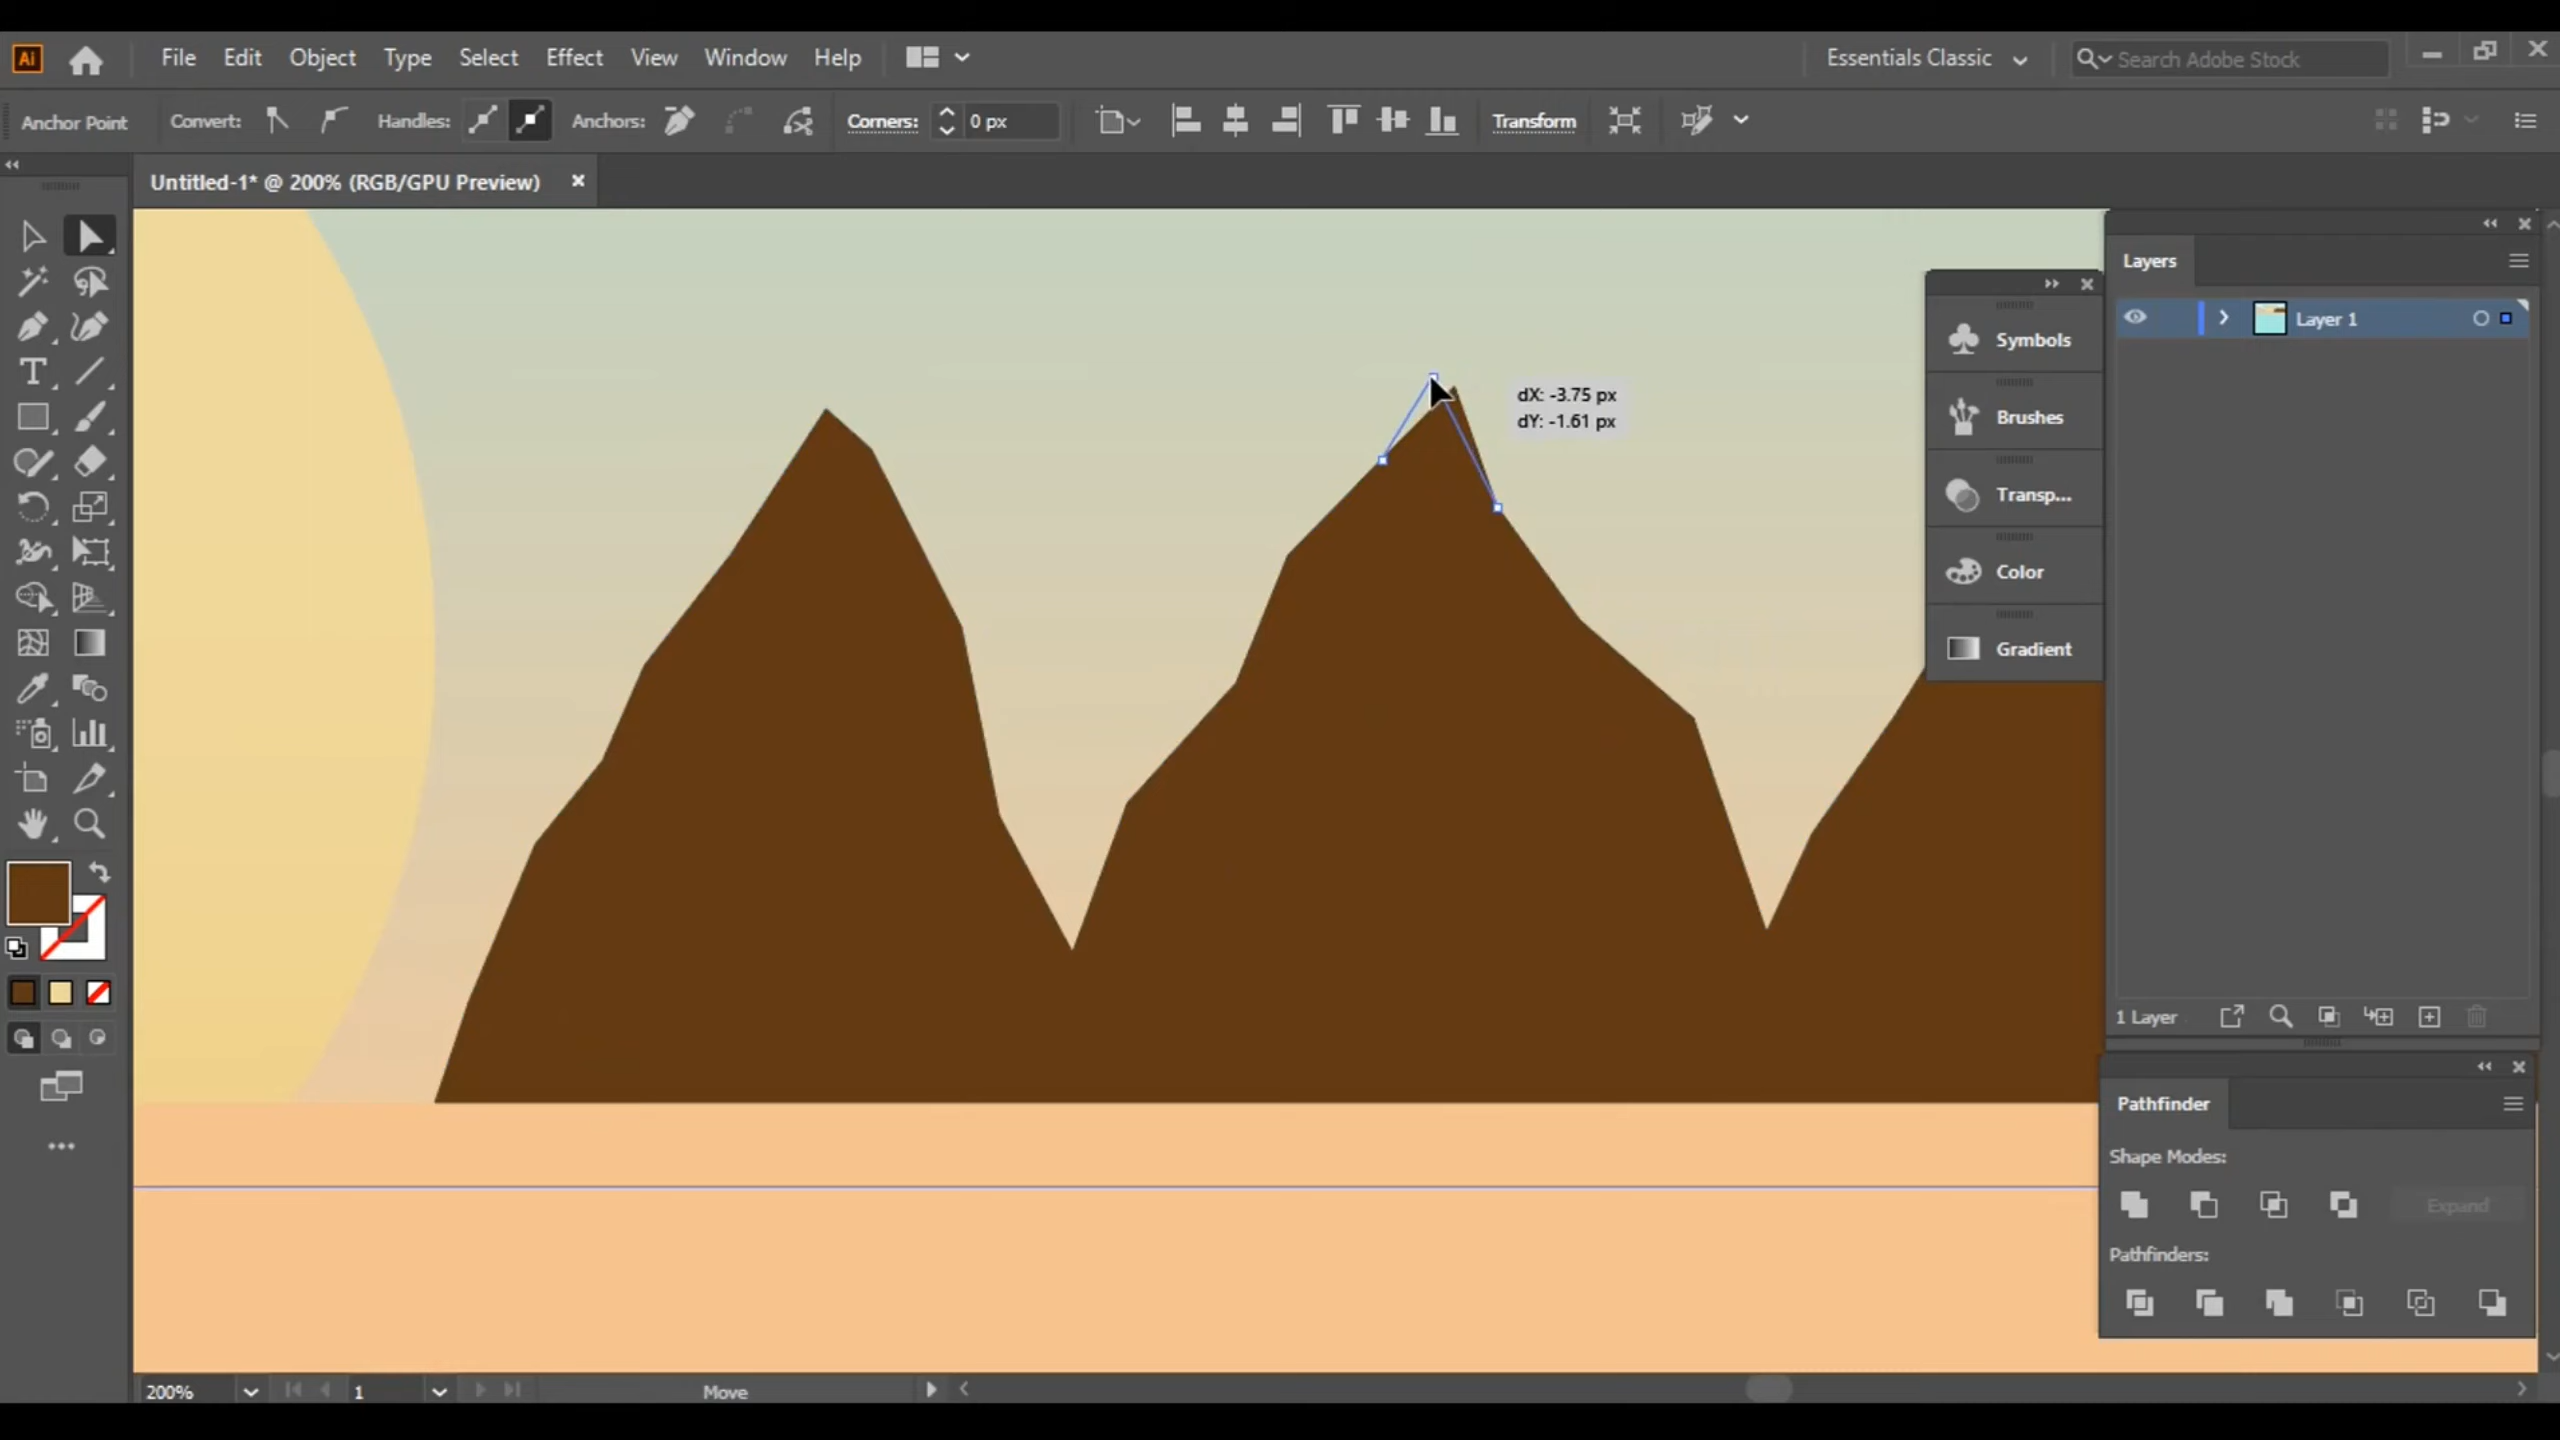 Ai File Edit Object Type Select Effect View Window Help Essentials Classic Search Adobe Stock
Anchor Point Convert: Handles: Anchors: Corners: 0 px Transform
Untitled-1* @ 200% (RGB/GPU Preview)
Layers
Layer 1
Symbols
Brushes
Transp...
Color
Gradient
dX: -3.75 px
dY: -1.61 px
1 Layer
Pathfinder
Shape Modes:
Expand
Pathfinders:
200% 1 Move